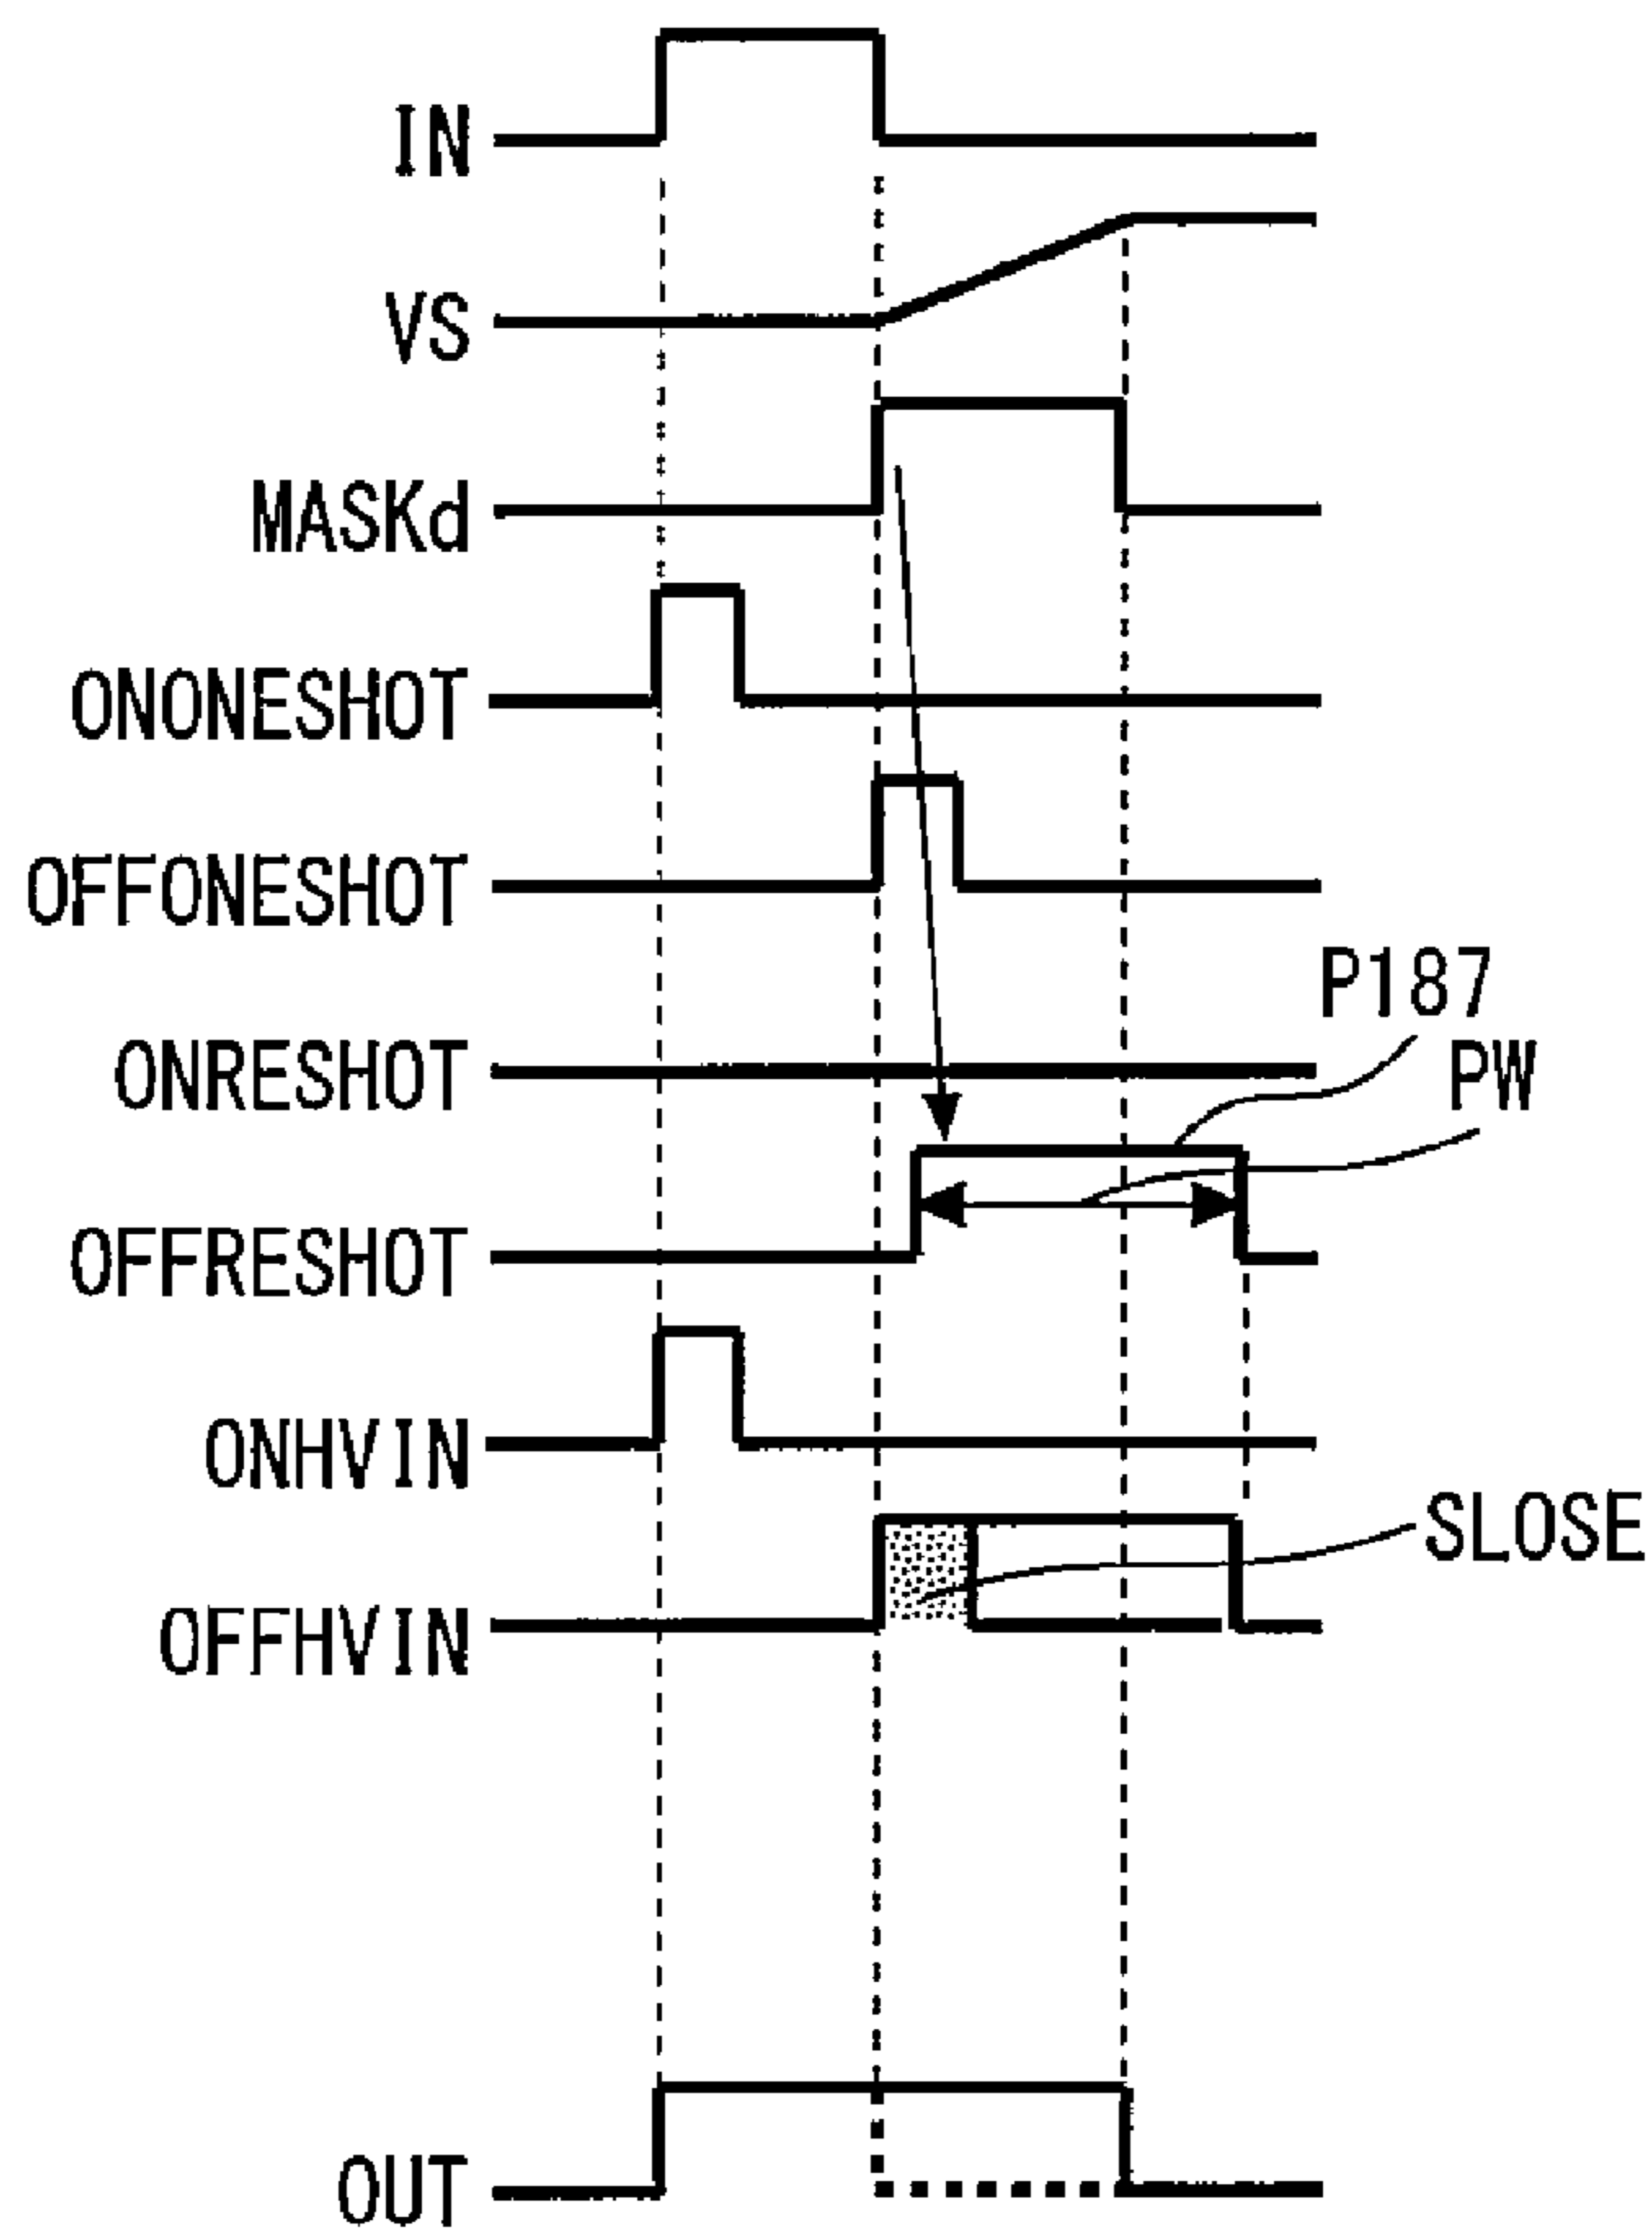 IN
VS
MASKd
ONONESHOT
OFFONESHOT
P187
ONRESHOT
PW
OFFRESHOT
ONHVIN
SLOSE
OFFHVIN
OUT